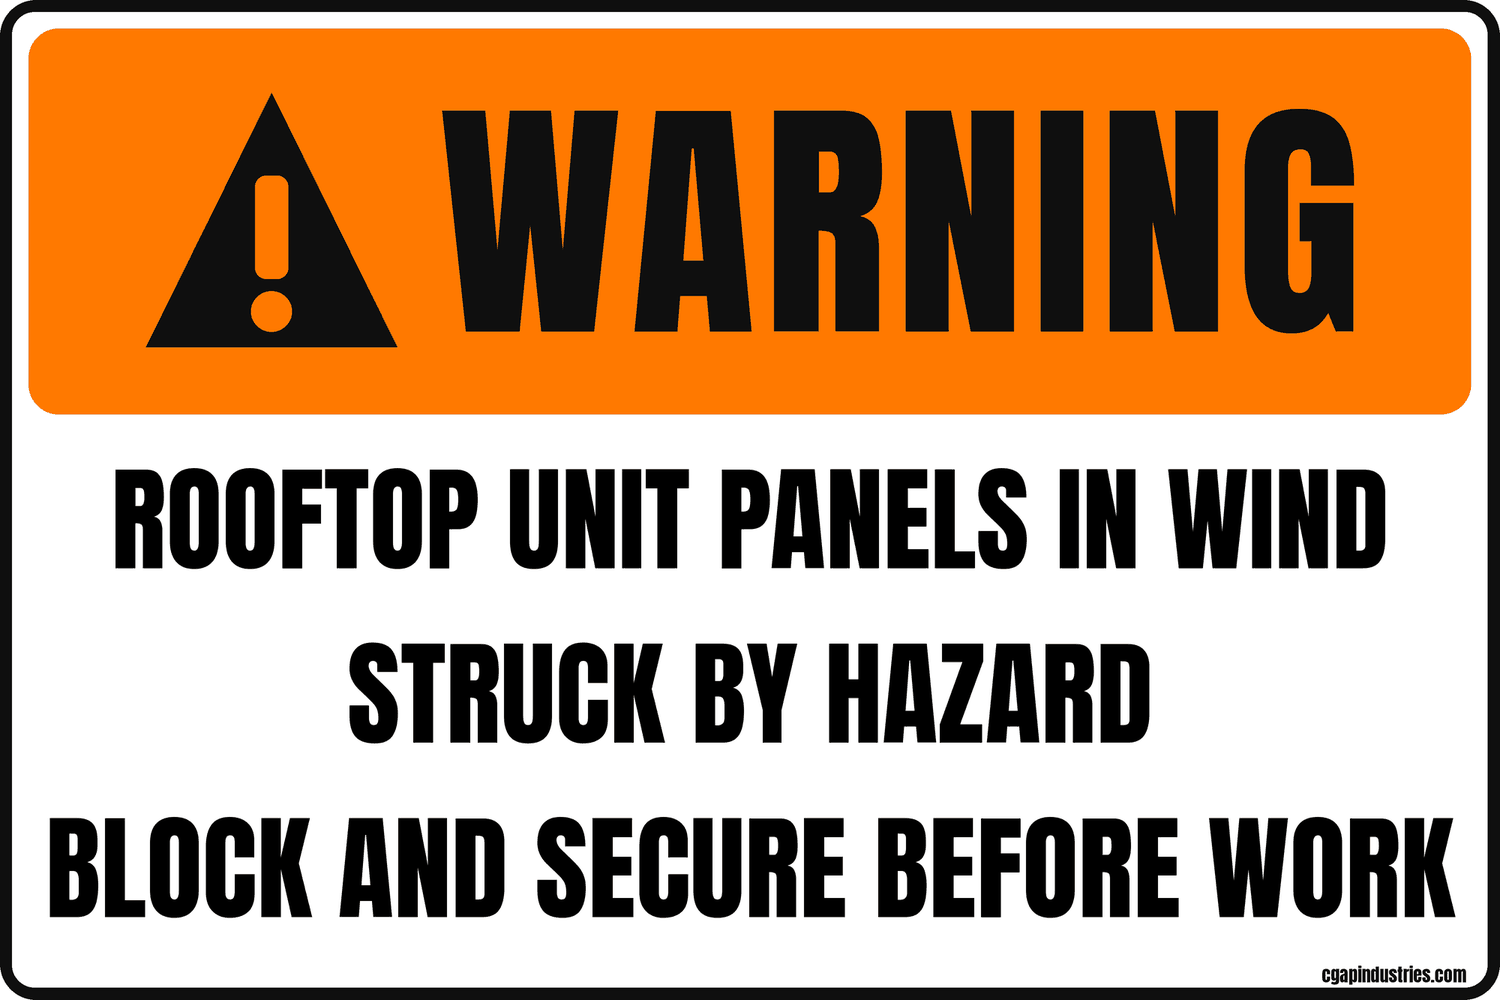 WARNING
ROOFTOP UNIT PANELS IN WIND
STRUCK BY HAZARD
BLOCK AND SECURE BEFORE WORK
cgapindustries.com